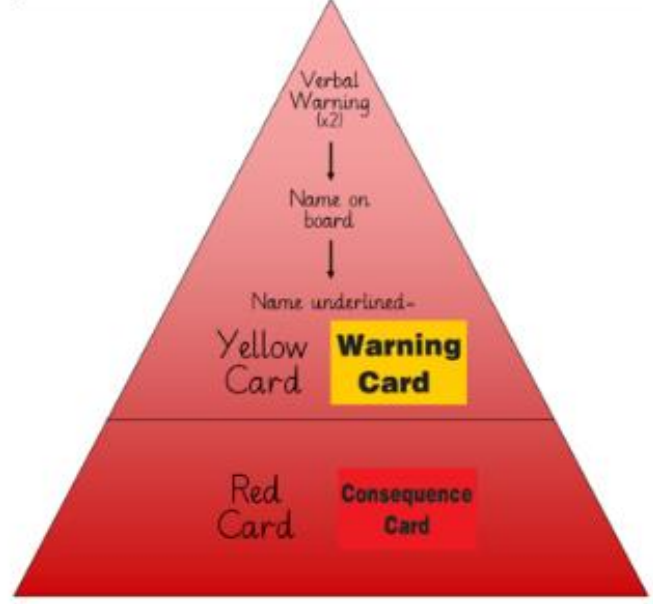 Verbal
Warning
(x2)
Name on
board
Name underlined-
Yellow
Card
Warning
Card
Red
Card
Consequence
Card